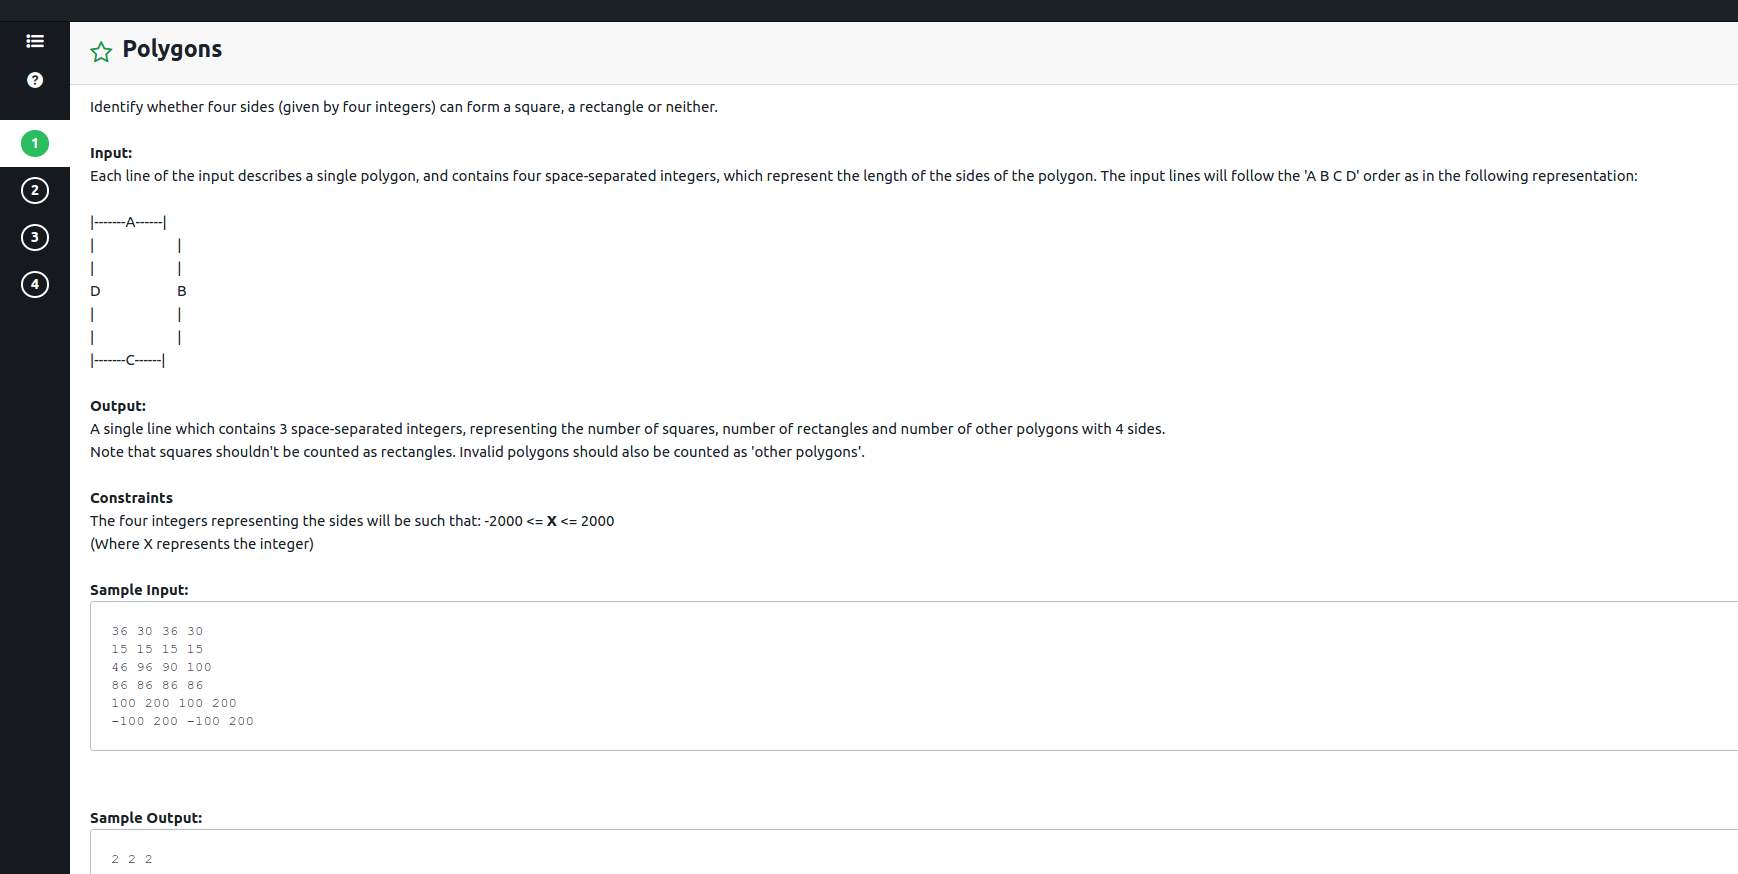 Polygons
?
1
2
3
4
Identify whether four sides (given by four integers) can form a square, a rectangle or neither.
Input:
Each line of the input describes a single polygon, and contains four space-separated integers, which represent the length of the sides of the polygon. The input lines will follow the 'A B C D' order as in the following representation:
|-------A------|
| |
| |
D B
| |
| |
|-------C------|
Output:
A single line which contains 3 space-separated integers, representing the number of squares, number of rectangles and number of other polygons with 4 sides.
Note that squares shouldn't be counted as rectangles. Invalid polygons should also be counted as 'other polygons'.
Constraints
The four integers representing the sides will be such that: -2000 <= X <= 2000
(Where X represents the integer)
Sample Input:
36 30 36 30
15 15 15 15
46 96 90 100
86 86 86 86
100 200 100 200
-100 200 -100 200
Sample Output:
2 2 2